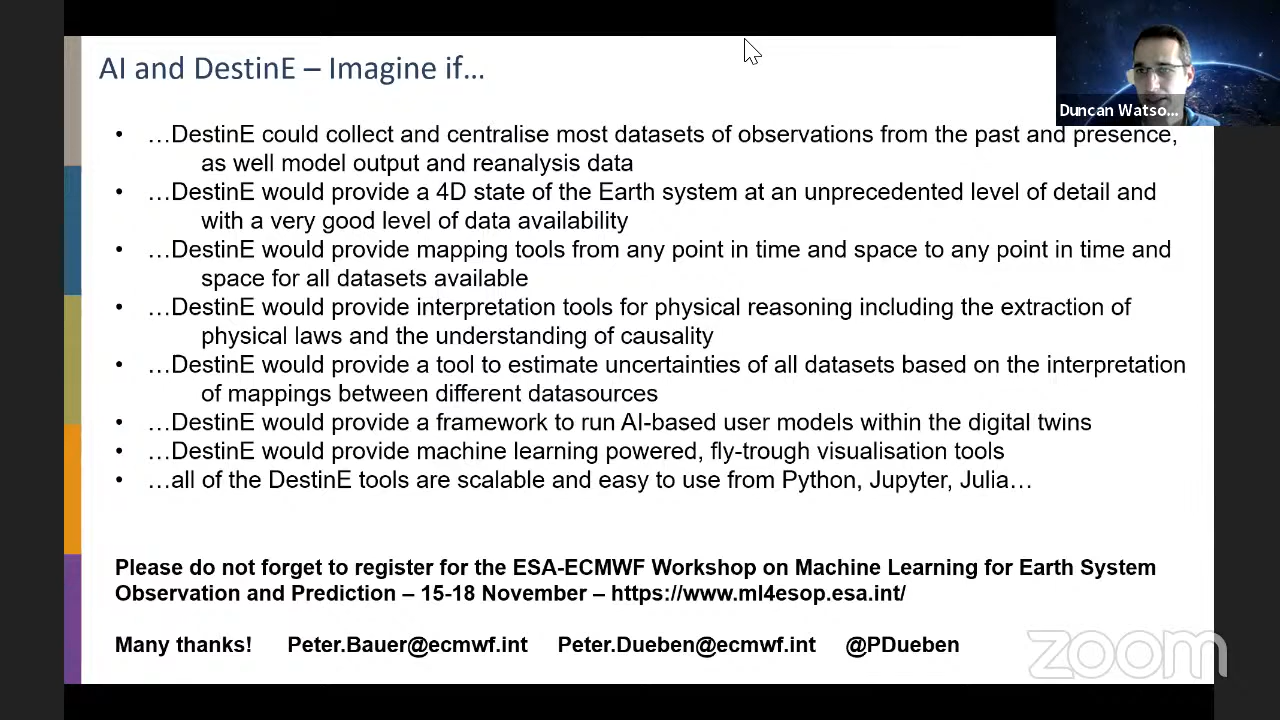 AI and DestinE – Imagine if…
Duncan Watso...
• …DestinE could collect and centralise most datasets of observations from the past and presence,
as well model output and reanalysis data
• …DestinE would provide a 4D state of the Earth system at an unprecedented level of detail and
with a very good level of data availability
• …DestinE would provide mapping tools from any point in time and space to any point in time and
space for all datasets available
• …DestinE would provide interpretation tools for physical reasoning including the extraction of
physical laws and the understanding of causality
• …DestinE would provide a tool to estimate uncertainties of all datasets based on the interpretation
of mappings between different datasources
• …DestinE would provide a framework to run AI-based user models within the digital twins
• …DestinE would provide machine learning powered, fly-trough visualisation tools
• …all of the DestinE tools are scalable and easy to use from Python, Jupyter, Julia…
Please do not forget to register for the ESA-ECMWF Workshop on Machine Learning for Earth System
Observation and Prediction – 15-18 November – https://www.ml4esop.esa.int/
Many thanks! Peter.Bauer@ecmwf.int Peter.Dueben@ecmwf.int @PDueben
zoom